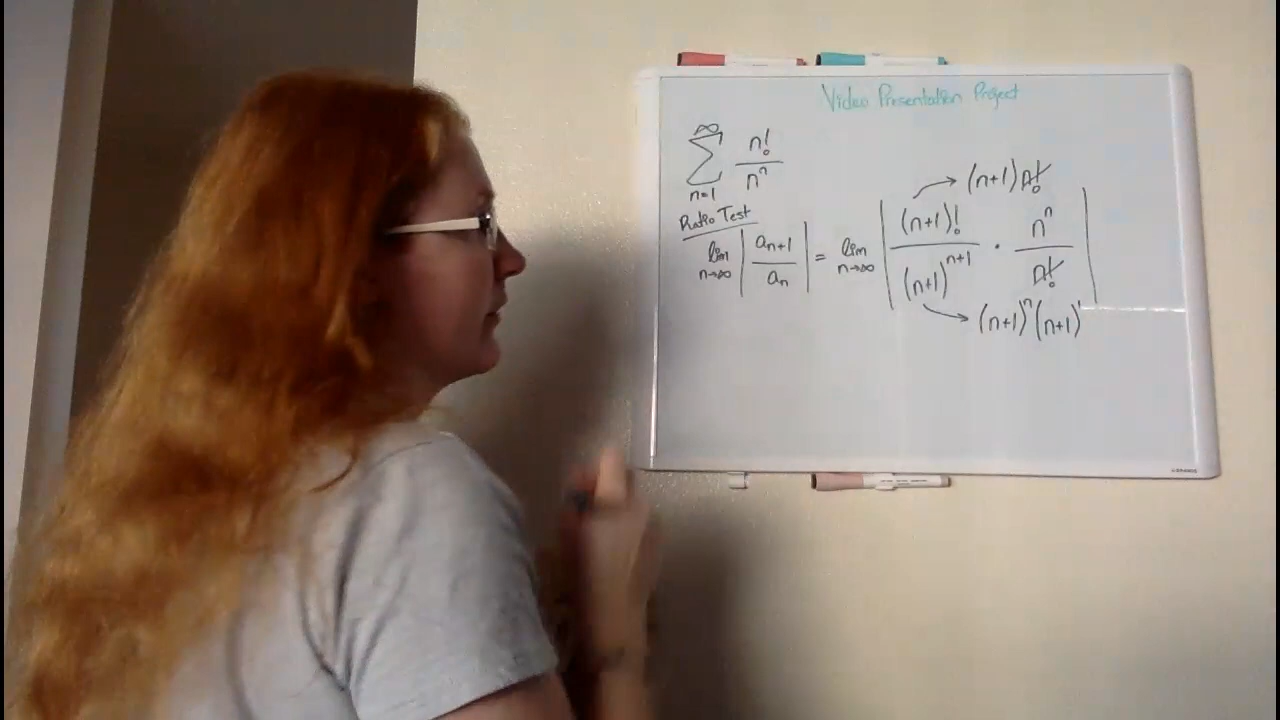 Video Presentation Project
∞
∑ n! / nⁿ
n=1
Ratio Test
lim n→∞ | aₙ₊₁ / aₙ | = lim n→∞ | (n+1)! / (n+1)ⁿ⁺¹ · nⁿ / n! |
→ (n+1) n!
→ (n+1)ⁿ (n+1)¹